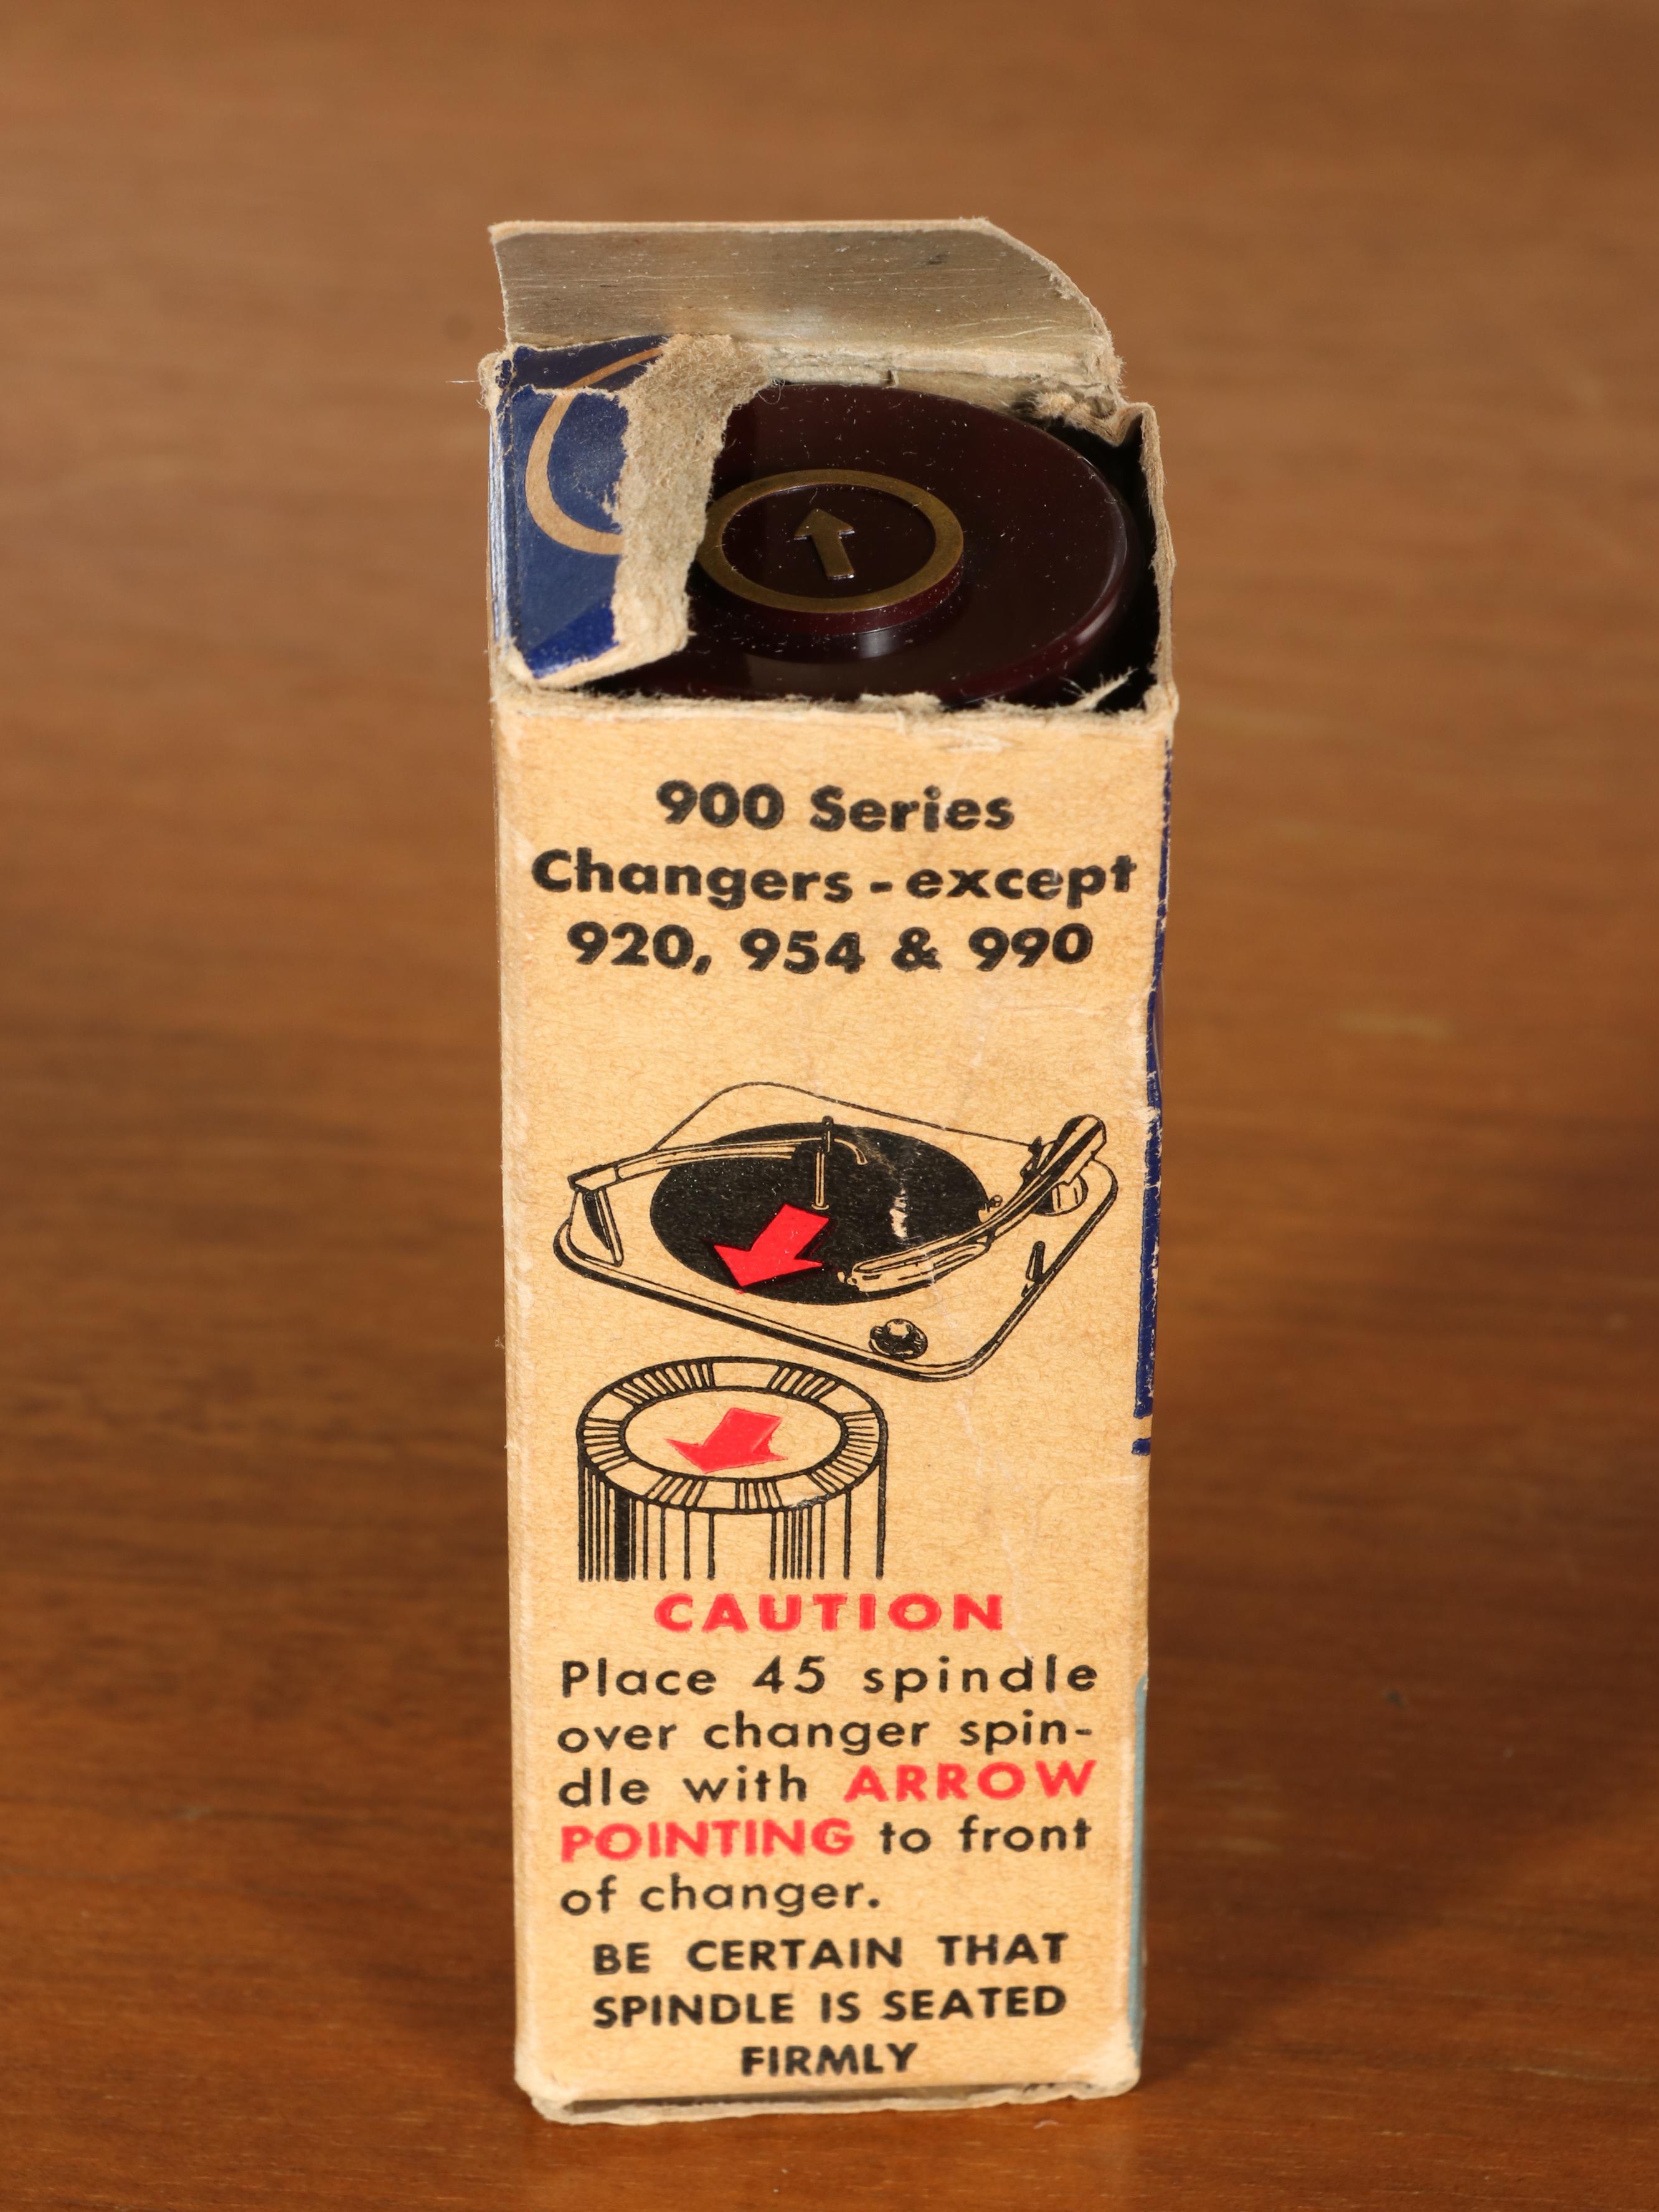 900 Series
Changers - except
920, 954 & 990
CAUTION
Place 45 spindle
over changer spin-
dle with ARROW
POINTING to front
of changer.
BE CERTAIN THAT
SPINDLE IS SEATED
FIRMLY